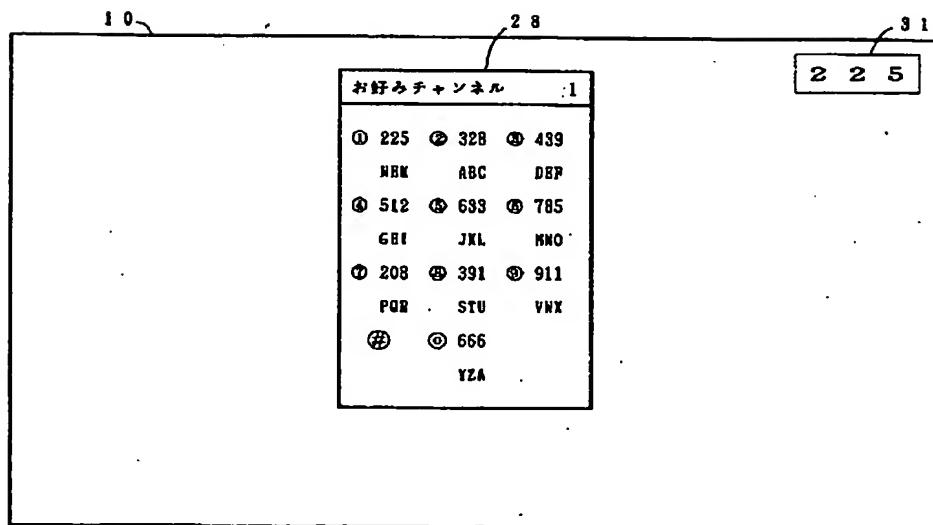 10 28 31
225
お好みチャンネル :1
① 225 ② 328 ③ 439
NHK ABC DEF
④ 512 ⑤ 633 ⑥ 785
GHI JKL MNO
⑦ 208 ⑧ 391 ⑨ 911
PQR STU VWX
# ⓪ 666
YZA